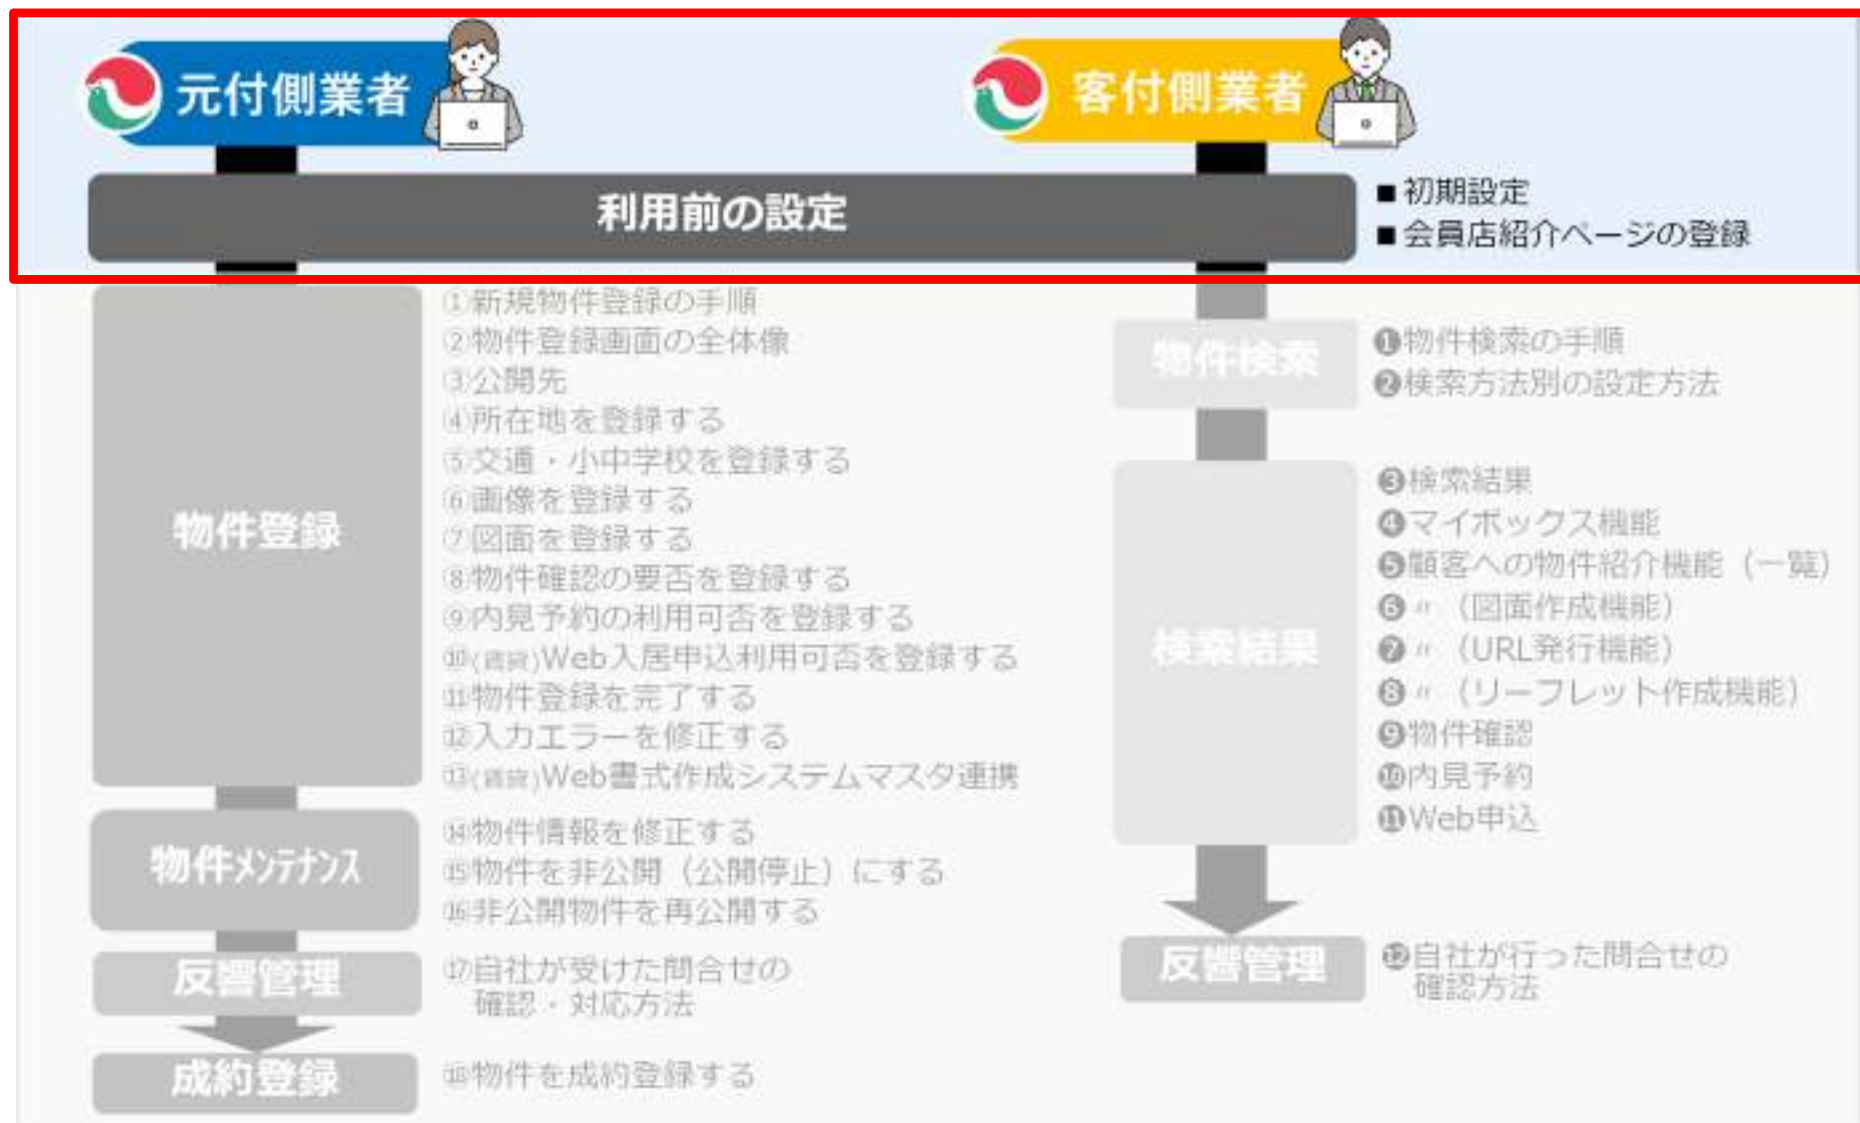 元付側業者
客付側業者
利用前の設定
■初期設定
■会員店紹介ページの登録
物件登録
①新規物件登録の手順
②物件登録画面の全体像
③公開先
④所在地を登録する
⑤交通・小中学校を登録する
⑥画像を登録する
⑦図面を登録する
⑧物件確認の要否を登録する
⑨内見予約の利用可否を登録する
⑩(賃貸)Web入居申込利用可否を登録する
⑪物件登録を完了する
⑫入力エラーを修正する
⑬(賃貸)Web書式作成システムマスタ連携
物件メンテナンス
⑭物件情報を修正する
⑮物件を非公開（公開停止）にする
⑯非公開物件を再公開する
反響管理
⑰自社が受けた問合せの
確認・対応方法
成約登録
⑱物件を成約登録する
物件検索
❶物件検索の手順
❷検索方法別の設定方法
検索結果
❸検索結果
❹マイボックス機能
❺顧客への物件紹介機能（一覧）
❻〃（図面作成機能）
❼〃（URL発行機能）
❽〃（リーフレット作成機能）
❾物件確認
❿内見予約
⓫Web申込
反響管理
⓬自社が行った問合せの
確認方法